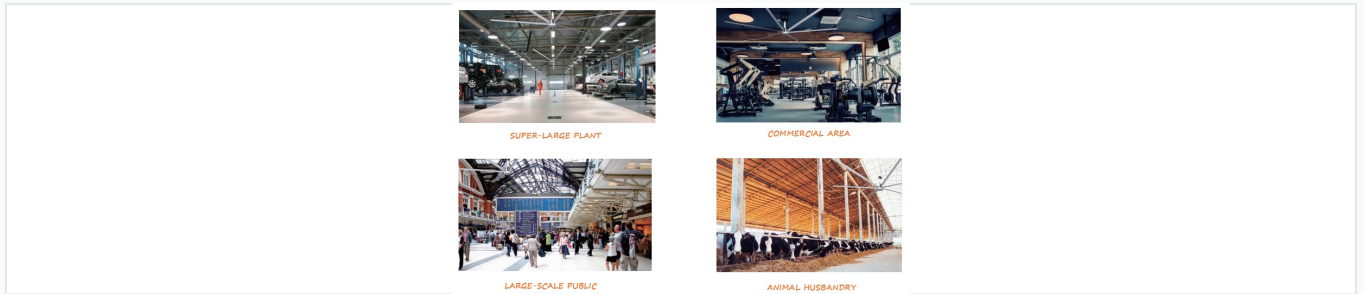 SUPER-LARGE PLANT
COMMERCIAL AREA
LARGE-SCALE PUBLIC
ANIMAL HUSBANDRY